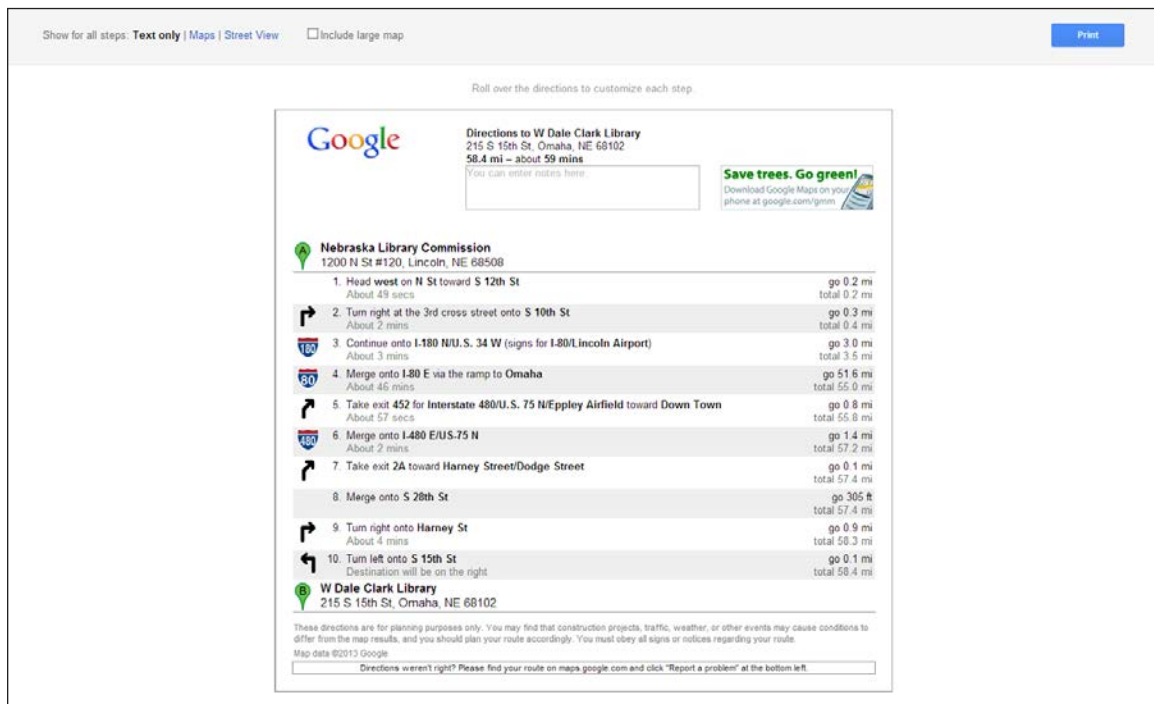 Show for all steps: Text only | Maps | Street View Include large map Print
Roll over the directions to customize each step.
Google
Directions to W Dale Clark Library
215 S 15th St, Omaha, NE 68102
58.4 mi – about 59 mins
You can enter notes here.
Save trees. Go green!
Download Google Maps on your
phone at google.com/gmm
A
Nebraska Library Commission
1200 N St #120, Lincoln, NE 68508
1. Head west on N St toward S 12th St go 0.2 mi
About 49 secs total 0.2 mi
2. Turn right at the 3rd cross street onto S 10th St go 0.3 mi
About 2 mins total 0.4 mi
180
3. Continue onto I-180 N/U.S. 34 W (signs for I-80/Lincoln Airport) go 3.0 mi
About 3 mins total 3.5 mi
80
4. Merge onto I-80 E via the ramp to Omaha go 51.6 mi
About 46 mins total 55.0 mi
5. Take exit 452 for Interstate 480/U.S. 75 N/Eppley Airfield toward Down Town go 0.8 mi
About 57 secs total 55.8 mi
480
6. Merge onto I-480 E/US-75 N go 1.4 mi
About 2 mins total 57.2 mi
7. Take exit 2A toward Harney Street/Dodge Street go 0.1 mi
total 57.4 mi
8. Merge onto S 28th St go 305 ft
total 57.4 mi
9. Turn right onto Harney St go 0.9 mi
About 4 mins total 58.3 mi
10. Turn left onto S 15th St go 0.1 mi
Destination will be on the right total 58.4 mi
B
W Dale Clark Library
215 S 15th St, Omaha, NE 68102
These directions are for planning purposes only. You may find that construction projects, traffic, weather, or other events may cause conditions to
differ from the map results, and you should plan your route accordingly. You must obey all signs or notices regarding your route.
Map data ©2013 Google
Directions weren't right? Please find your route on maps.google.com and click "Report a problem" at the bottom left.